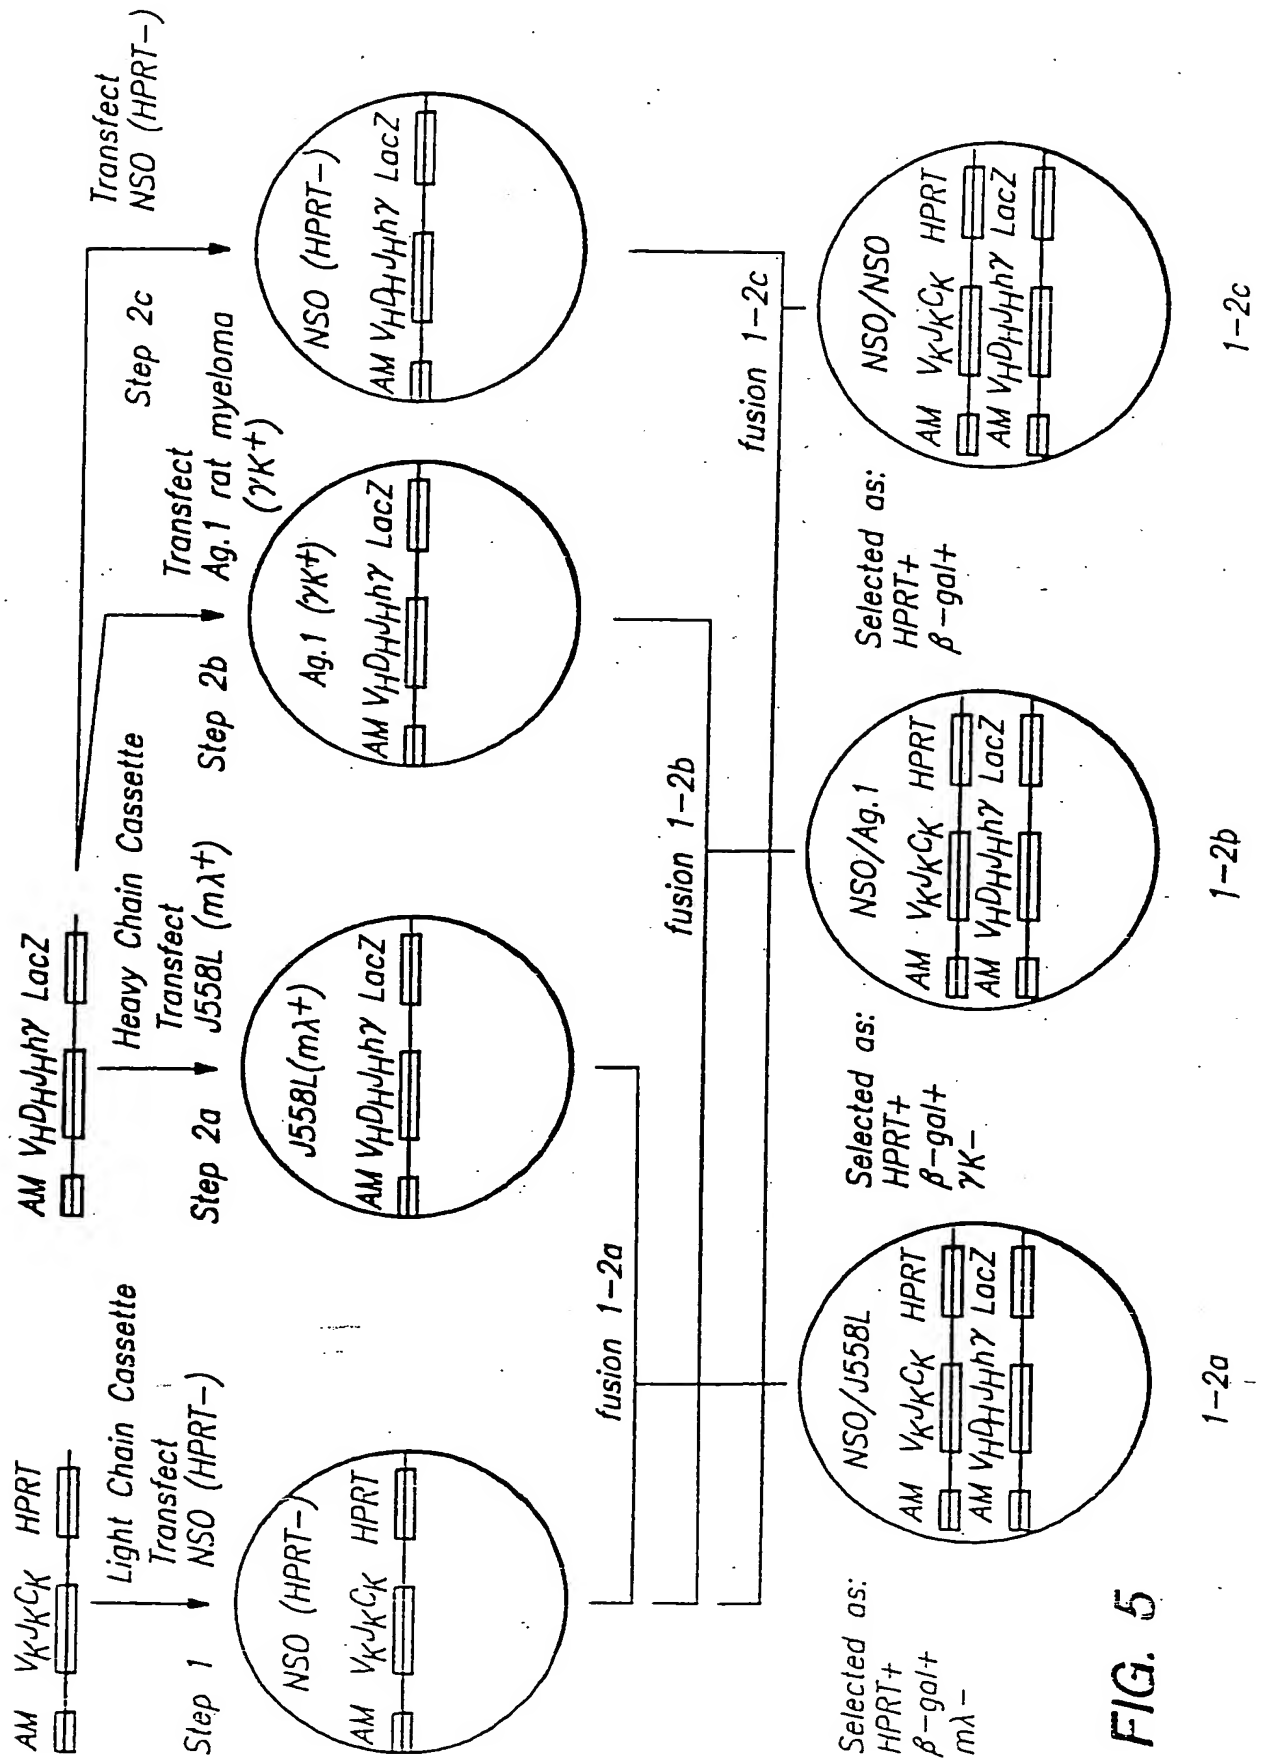 AM VKJKCK HPRT
Light Chain Cassette
Transfect
NSO (HPRT-)
Step 1
NSO (HPRT-)
AM VKJKCK HPRT
AM VHDHJHhγ LacZ
Heavy Chain Cassette
Transfect
J558L (mλ+)
Step 2a
J558L(mλ+)
AM VHDHJHhγ LacZ
Step 2b
Transfect
Ag.1 rat myeloma
(γK+)
Ag.1 (γK+)
AM VHDHJHhγ LacZ
Step 2c
Transfect
NSO (HPRT-)
NSO (HPRT-)
AM VHDHJHhγ LacZ
fusion 1-2a
fusion 1-2b
fusion 1-2c
Selected as:
HPRT+
β-gal+
mλ-
NSO/J558L
AM VKJKCK HPRT
AM VHDHJHhγ LacZ
1-2a
Selected as:
HPRT+
β-gal+
γK-
NSO/Ag.1
AM VKJKCK HPRT
AM VHDHJHhγ LacZ
1-2b
Selected as:
HPRT+
β-gal+
NSO/NSO
AM VKJKCK HPRT
AM VHDHJHhγ LacZ
1-2c
FIG. 5